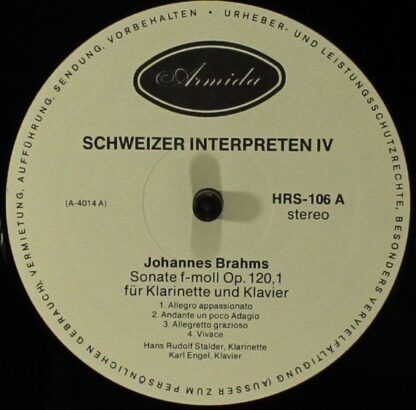 URHEBER- UND LEISTUNGSSCHUTZRECHTE, BESONDERS VERVIELFÄLTIGUNG (AUSSER ZUM PERSÖNLICHEN GEBRAUCH), VERMIETUNG, AUFFÜHRUNG, SENDUNG, VORBEHALTEN •
Armida
SCHWEIZER INTERPRETEN IV
(A-4014 A)
HRS-106 A
stereo
Johannes Brahms
Sonate f-moll Op. 120,1
für Klarinette und Klavier
1. Allegro appassionato
2. Andante un poco Adagio
3. Allegretto grazioso
4. Vivace
Hans Rudolf Stalder, Klarinette
Karl Engel, Klavier